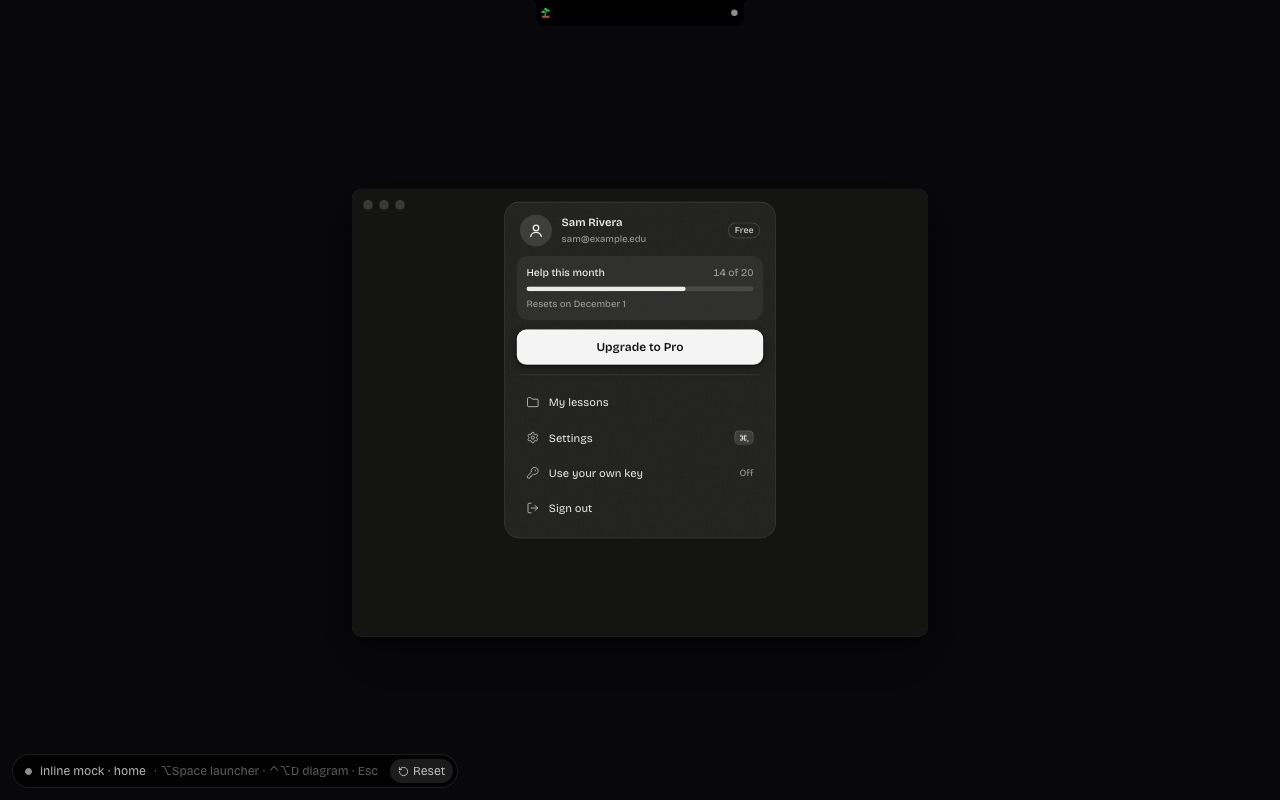 Sam Rivera
sam@example.edu
Free
Help this month
14 of 20
Resets on December 1
Upgrade to Pro
My lessons
Settings
⌘,
Use your own key
Off
Sign out
inline mock · home · ⌥Space launcher · ^⌥D diagram · Esc
Reset